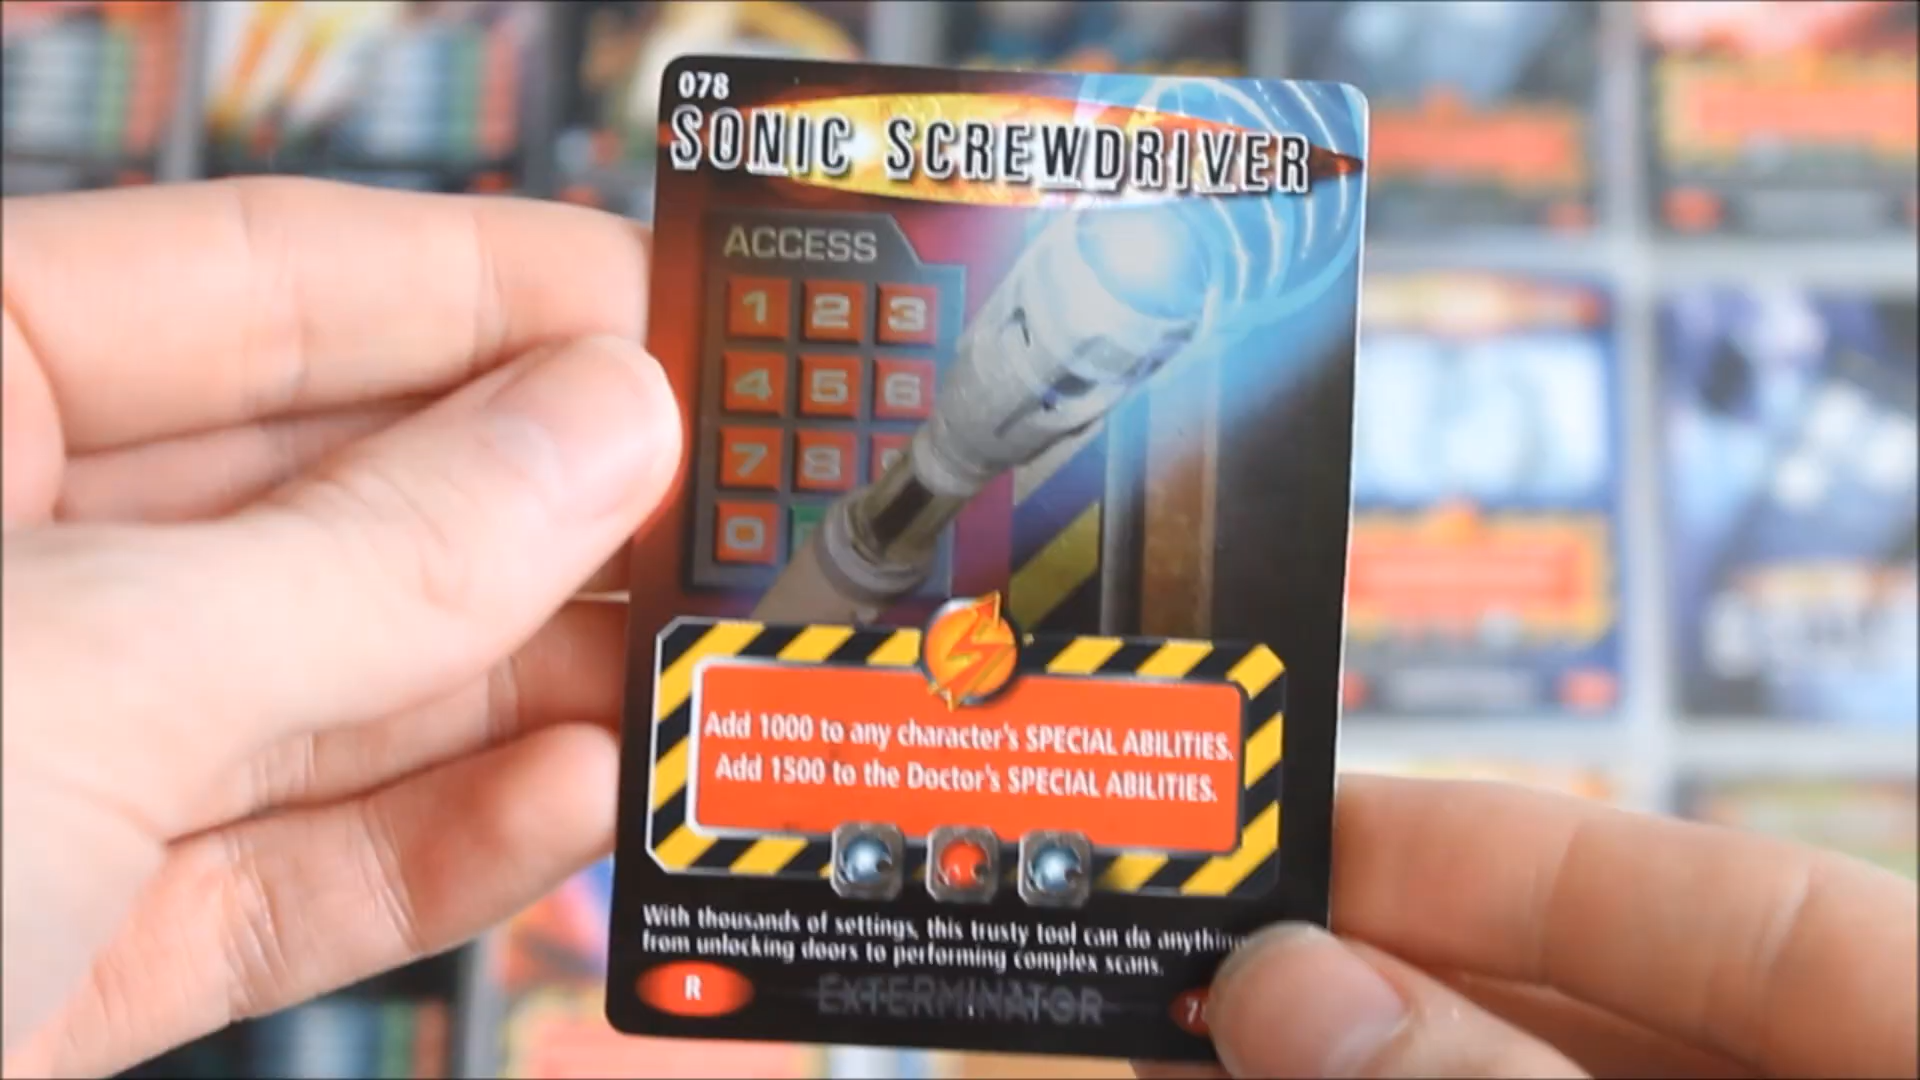 078
SONIC SCREWDRIVER
ACCESS
1 2 3
4 5 6
7 8
0
Add 1000 to any character's SPECIAL ABILITIES.
Add 1500 to the Doctor's SPECIAL ABILITIES.
With thousands of settings, this trusty tool can do anything
from unlocking doors to performing complex scans.
R
EXTERMINATOR